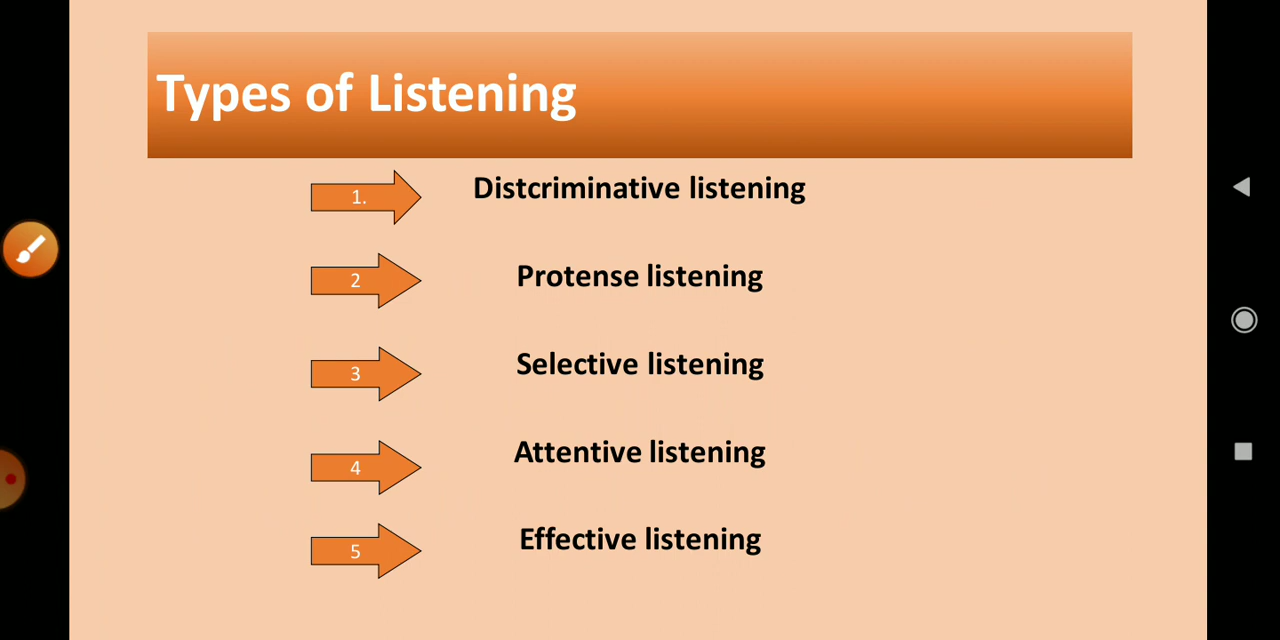 Types of Listening
1. Distcriminative listening
2 Protense listening
3 Selective listening
4 Attentive listening
5 Effective listening